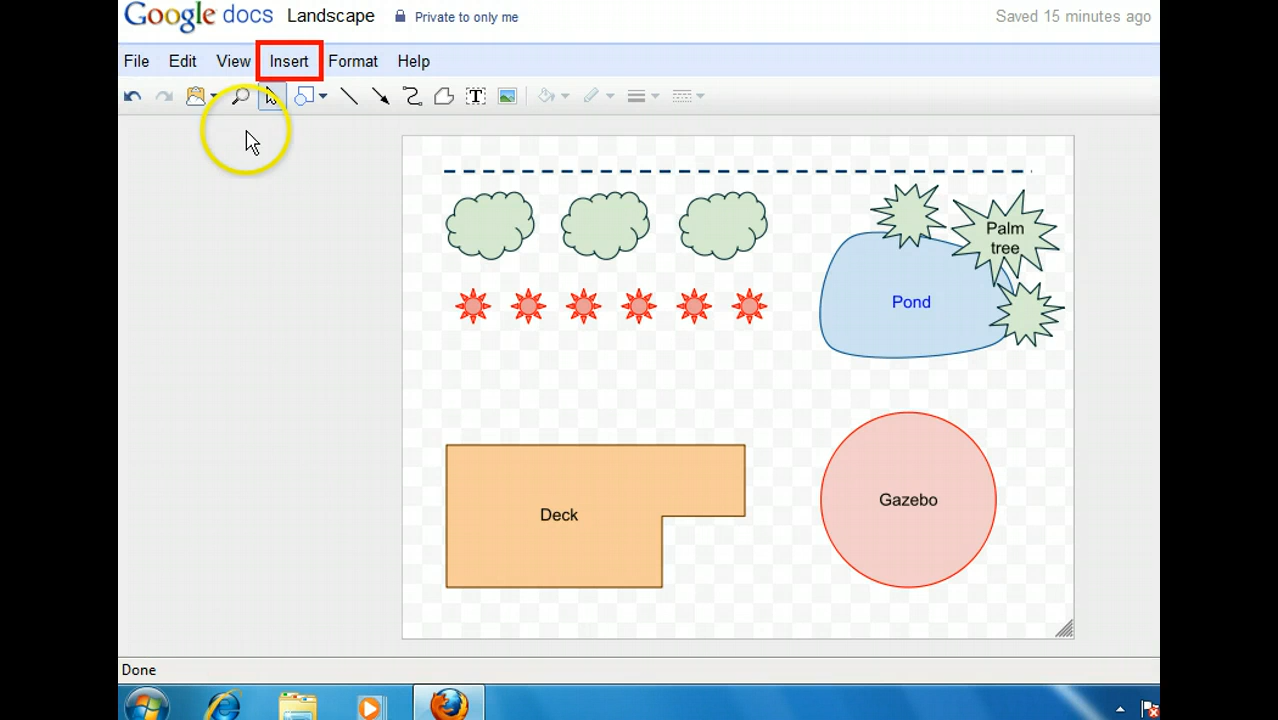 Google docs Landscape Private to only me Saved 15 minutes ago
File Edit View Insert Format Help
T
Palm
tree
Pond
Deck
Gazebo
Done